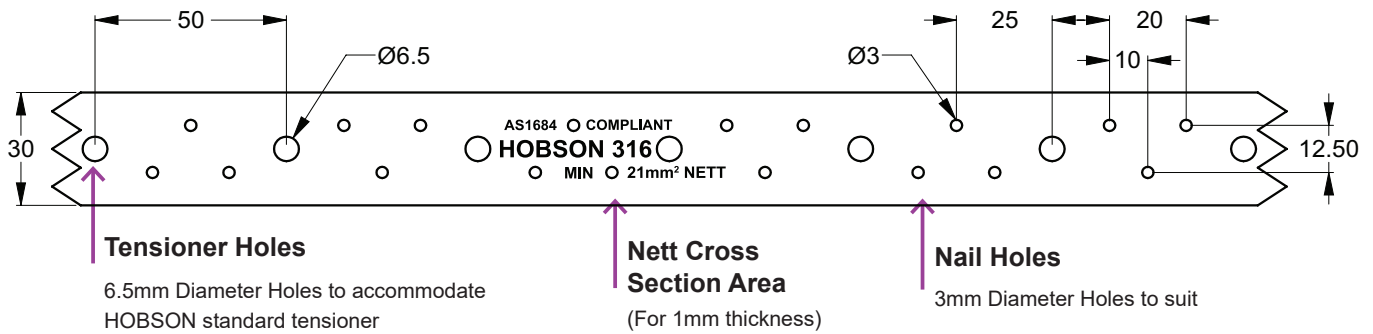 50
Ø6.5
Ø3
25
20
10
30
12.50
AS1684 COMPLIANT
HOBSON 316
MIN 21mm² NETT
Tensioner Holes
6.5mm Diameter Holes to accommodate
HOBSON standard tensioner
Nett Cross
Section Area
(For 1mm thickness)
Nail Holes
3mm Diameter Holes to suit